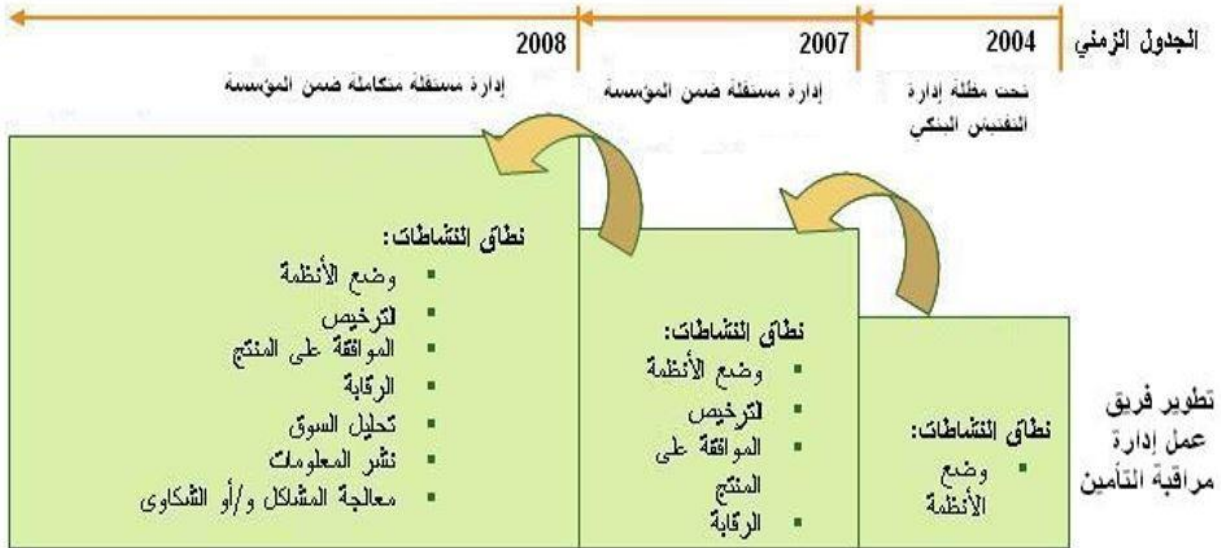 الجدول الزمني
2004
2007
2008
تحت مظلة إدارة
التفتيش البنكي
إدارة مستقلة ضمن المؤسسة
إدارة مستقلة متكاملة ضمن المؤسسة
تطوير فريق
عمل إدارة
مراقبة التأمين
نطاق النشاطات:
▪ وضع
الأنظمة
نطاق النشاطات:
▪ وضع الأنظمة
▪ الترخيص
▪ الموافقة على
المنتج
▪ الرقابة
نطاق النشاطات:
▪ وضع الأنظمة
▪ الترخيص
▪ الموافقة على المنتج
▪ الرقابة
▪ تحليل السوق
▪ نشر المعلومات
▪ معالجة المشاكل و/أو الشكاوى